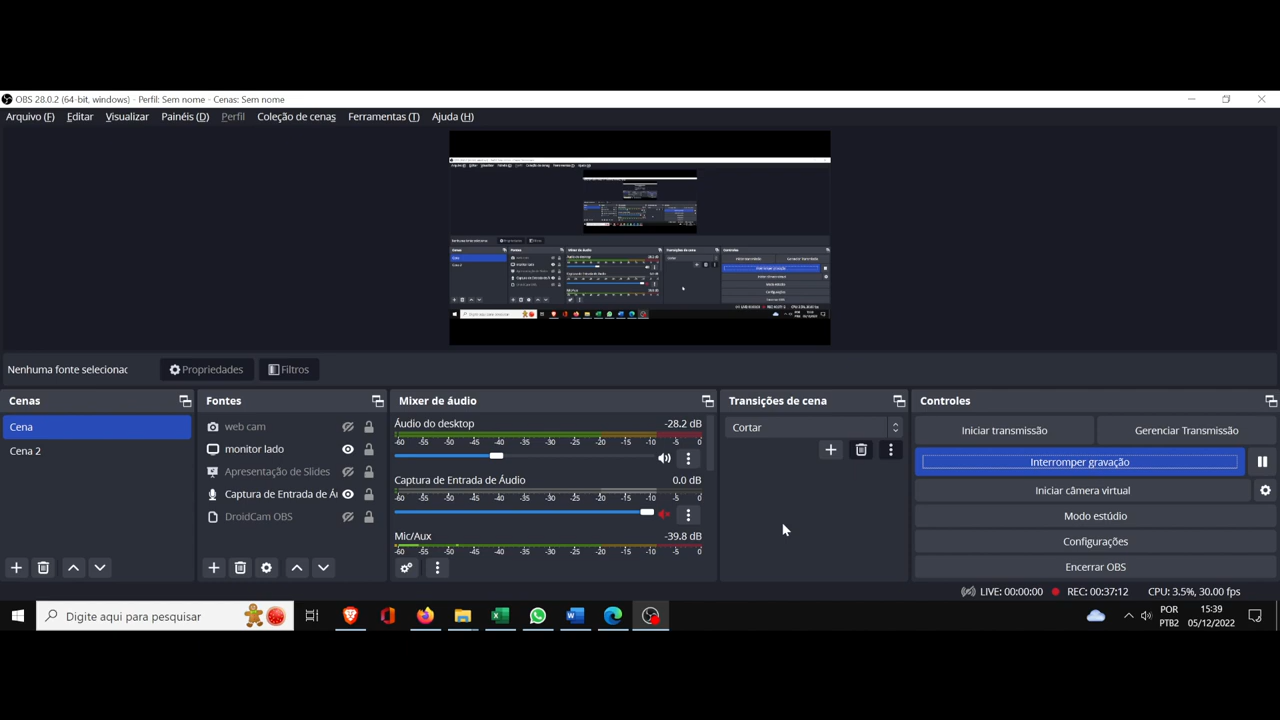 OBS 28.0.2 (64-bit, windows) - Perfil: Sem nome - Cenas: Sem nome
Arquivo (F) Editar Visualizar Painéis (D) Perfil Coleção de cenas Ferramentas (T) Ajuda (H)
Nenhuma fonte selecionac Propriedades Filtros
Cenas
Cena
Cena 2
Fontes
web cam
monitor lado
Apresentação de Slides
Captura de Entrada de Áu
DroidCam OBS
Mixer de áudio
Áudio do desktop -28.2 dB
-60 -55 -50 -45 -40 -35 -30 -25 -20 -15 -10 -5 0
Captura de Entrada de Áudio 0.0 dB
-60 -55 -50 -45 -40 -35 -30 -25 -20 -15 -10 -5 0
Mic/Aux -39.8 dB
-60 -55 -50 -45 -40 -35 -30 -25 -20 -15 -10 -5 0
Transições de cena
Cortar
Controles
Iniciar transmissão Gerenciar Transmissão
Interromper gravação
Iniciar câmera virtual
Modo estúdio
Configurações
Encerrar OBS
LIVE: 00:00:00 REC: 00:37:12 CPU: 3.5%, 30.00 fps
Digite aqui para pesquisar
POR 15:39
PTB2 05/12/2022